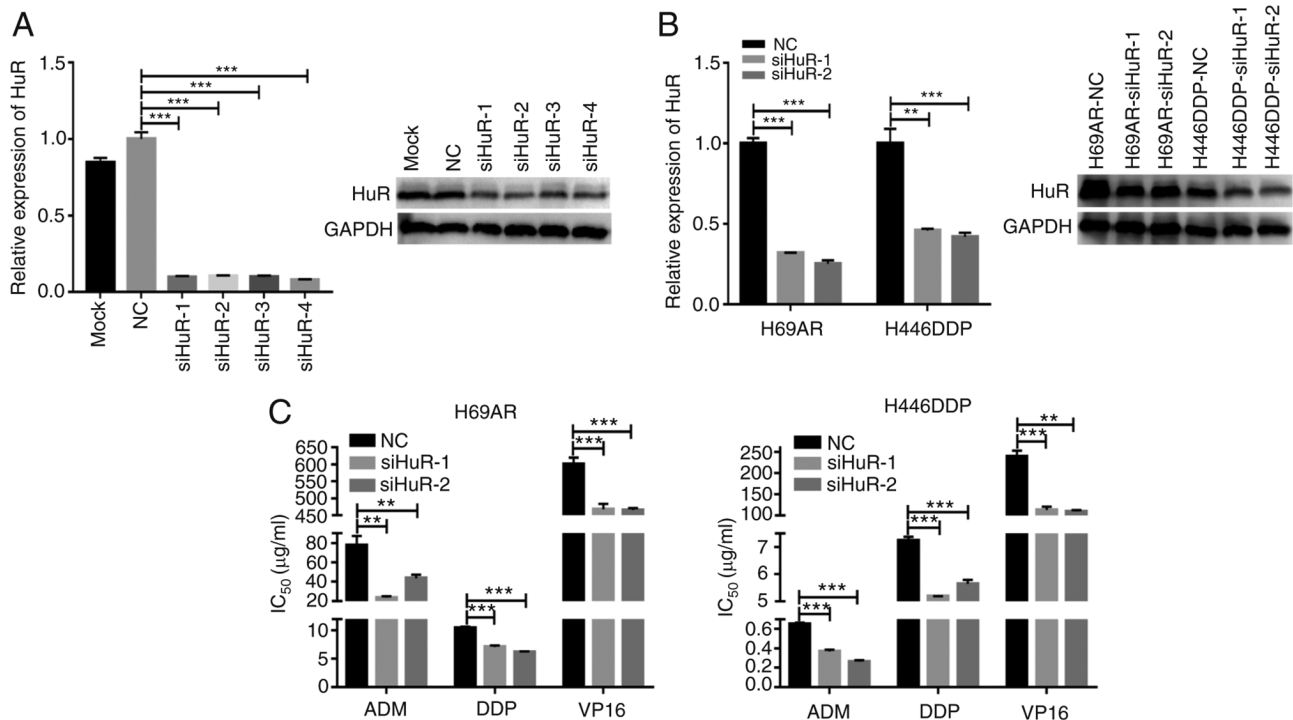 A
Relative expression of HuR
1.5
1.0
0.5
0.0
***
***
***
***
Mock
NC
siHuR-1
siHuR-2
siHuR-3
siHuR-4
Mock
NC
siHuR-1
siHuR-2
siHuR-3
siHuR-4
HuR
GAPDH
B
NC
siHuR-1
siHuR-2
Relative expression of HuR
1.5
1.0
0.5
0.0
***
***
***
**
H69AR
H446DDP
H69AR-NC
H69AR-siHuR-1
H69AR-siHuR-2
H446DDP-NC
H446DDP-siHuR-1
H446DDP-siHuR-2
HuR
GAPDH
C
H69AR
NC
siHuR-1
siHuR-2
IC50 (µg/ml)
650
600
550
500
450
80
60
40
20
10
5
0
**
**
***
***
***
***
ADM
DDP
VP16
H446DDP
NC
siHuR-1
siHuR-2
IC50 (µg/ml)
250
200
150
100
7
6
5
0.6
0.4
0.2
0.0
***
***
***
***
**
***
ADM
DDP
VP16